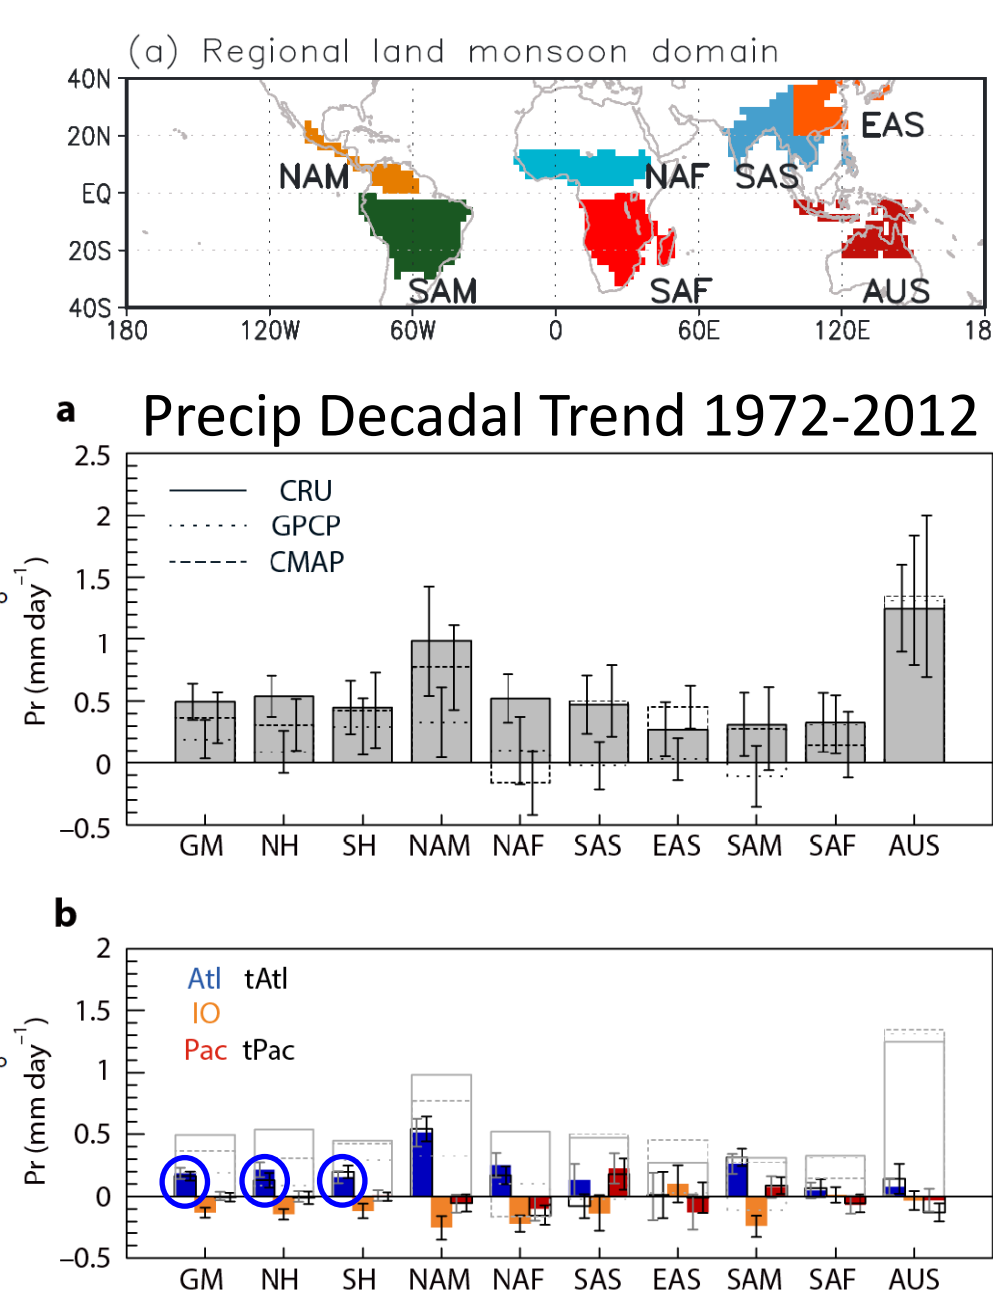 (a) Regional land monsoon domain
40N
20N
EQ
20S
40S
NAM
SAM
NAF
SAF
SAS
EAS
AUS
180 120W 60W 0 60E 120E 18
a Precip Decadal Trend 1972-2012
Pr (mm day⁻¹)
2.5
2
1.5
1
0.5
0
−0.5
CRU
GPCP
CMAP
GM NH SH NAM NAF SAS EAS SAM SAF AUS
b
Pr (mm day⁻¹)
2
1.5
1
0.5
0
−0.5
Atl tAtl
IO
Pac tPac
GM NH SH NAM NAF SAS EAS SAM SAF AUS